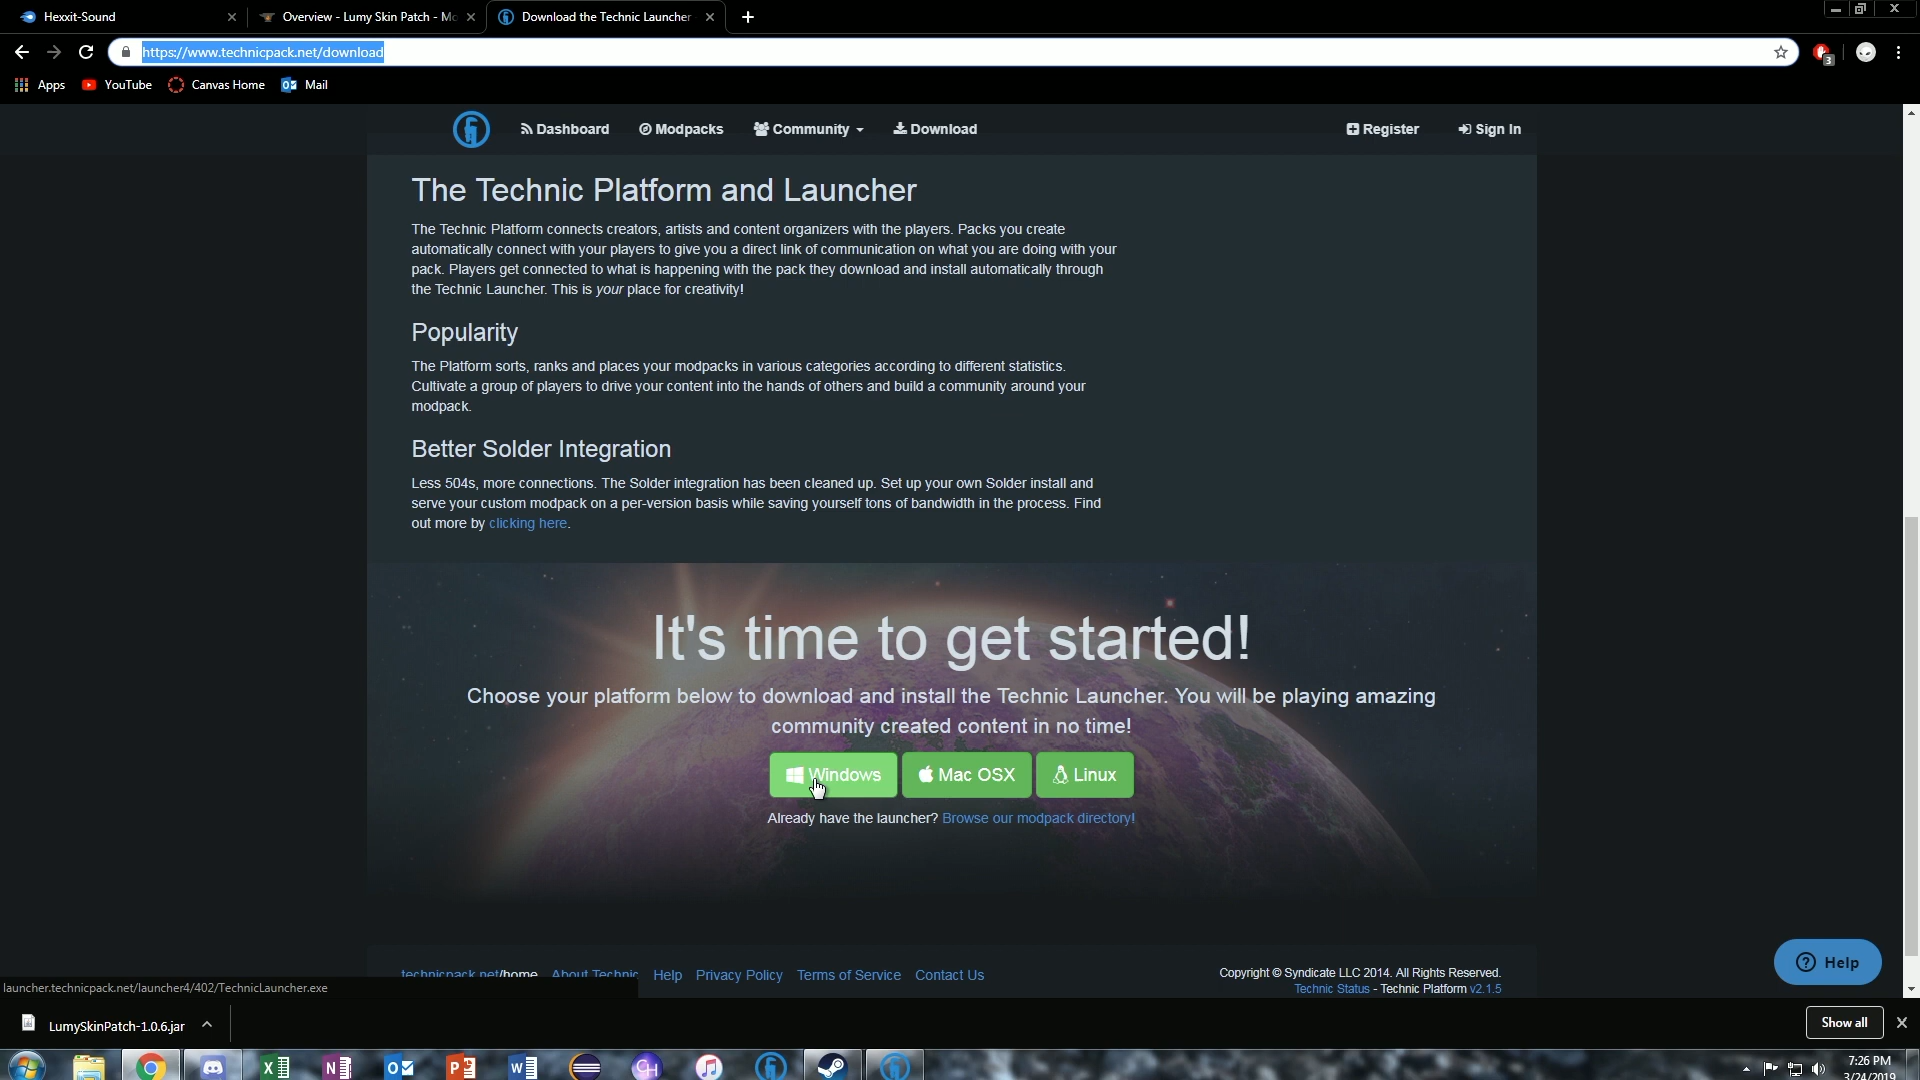 Hexxit-Sound
Overview - Lumy Skin Patch - Mo
Download the Technic Launcher
https://www.technicpack.net/download
3
Apps
YouTube
Canvas Home
Mail
Dashboard
Modpacks
Community
Download
Register
Sign In
The Technic Platform and Launcher
The Technic Platform connects creators, artists and content organizers with the players. Packs you create
automatically connect with your players to give you a direct link of communication on what you are doing with your
pack. Players get connected to what is happening with the pack they download and install automatically through
the Technic Launcher. This is your place for creativity!
Popularity
The Platform sorts, ranks and places your modpacks in various categories according to different statistics.
Cultivate a group of players to drive your content into the hands of others and build a community around your
modpack.
Better Solder Integration
Less 504s, more connections. The Solder integration has been cleaned up. Set up your own Solder install and
serve your custom modpack on a per-version basis while saving yourself tons of bandwidth in the process. Find
out more by clicking here.
It's time to get started!
Choose your platform below to download and install the Technic Launcher. You will be playing amazing
community created content in no time!
Windows
Mac OSX
Linux
Already have the launcher? Browse our modpack directory!
Help
technicpack.net/home
About Technic
Help
Privacy Policy
Terms of Service
Contact Us
Copyright © Syndicate LLC 2014. All Rights Reserved.
Technic Status - Technic Platform v2.1.5
launcher.technicpack.net/launcher4/402/TechnicLauncher.exe
LumySkinPatch-1.0.6.jar
Show all
7:26 PM
3/24/2019